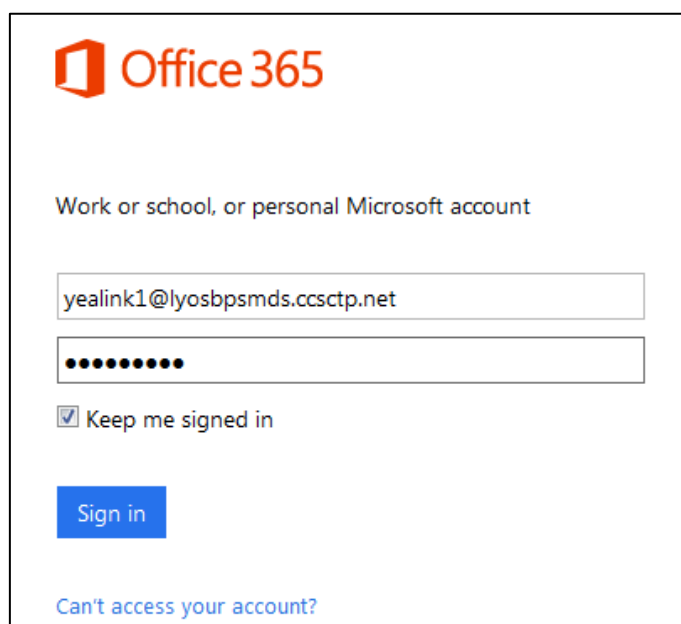 Office 365
Work or school, or personal Microsoft account
yealink1@lyosbpsmds.ccsctp.net
•••••••••
Keep me signed in
Sign in
Can't access your account?